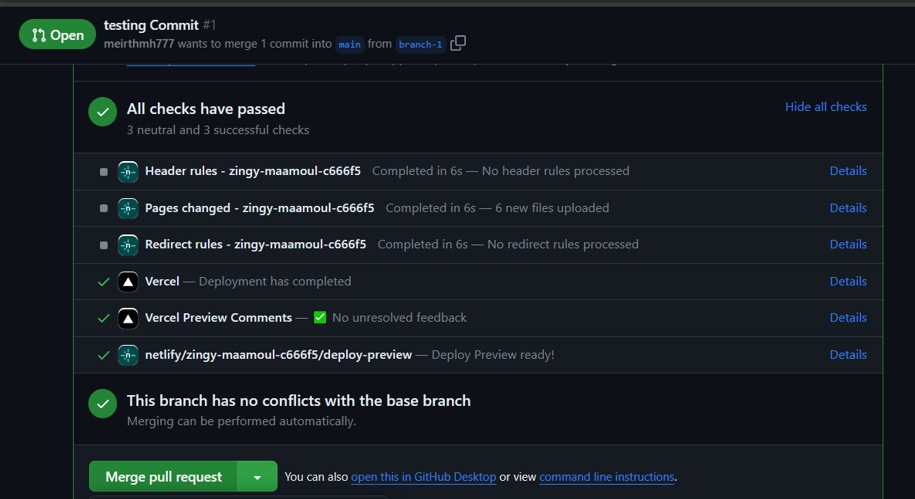 Open
testing Commit #1
meirthmh777 wants to merge 1 commit into main from branch-1
All checks have passed
Hide all checks
3 neutral and 3 successful checks
Header rules - zingy-maamoul-c666f5 Completed in 6s — No header rules processed Details
Pages changed - zingy-maamoul-c666f5 Completed in 6s — 6 new files uploaded Details
Redirect rules - zingy-maamoul-c666f5 Completed in 6s — No redirect rules processed Details
Vercel — Deployment has completed Details
Vercel Preview Comments — ✅ No unresolved feedback Details
netlify/zingy-maamoul-c666f5/deploy-preview — Deploy Preview ready! Details
This branch has no conflicts with the base branch
Merging can be performed automatically.
Merge pull request You can also open this in GitHub Desktop or view command line instructions.